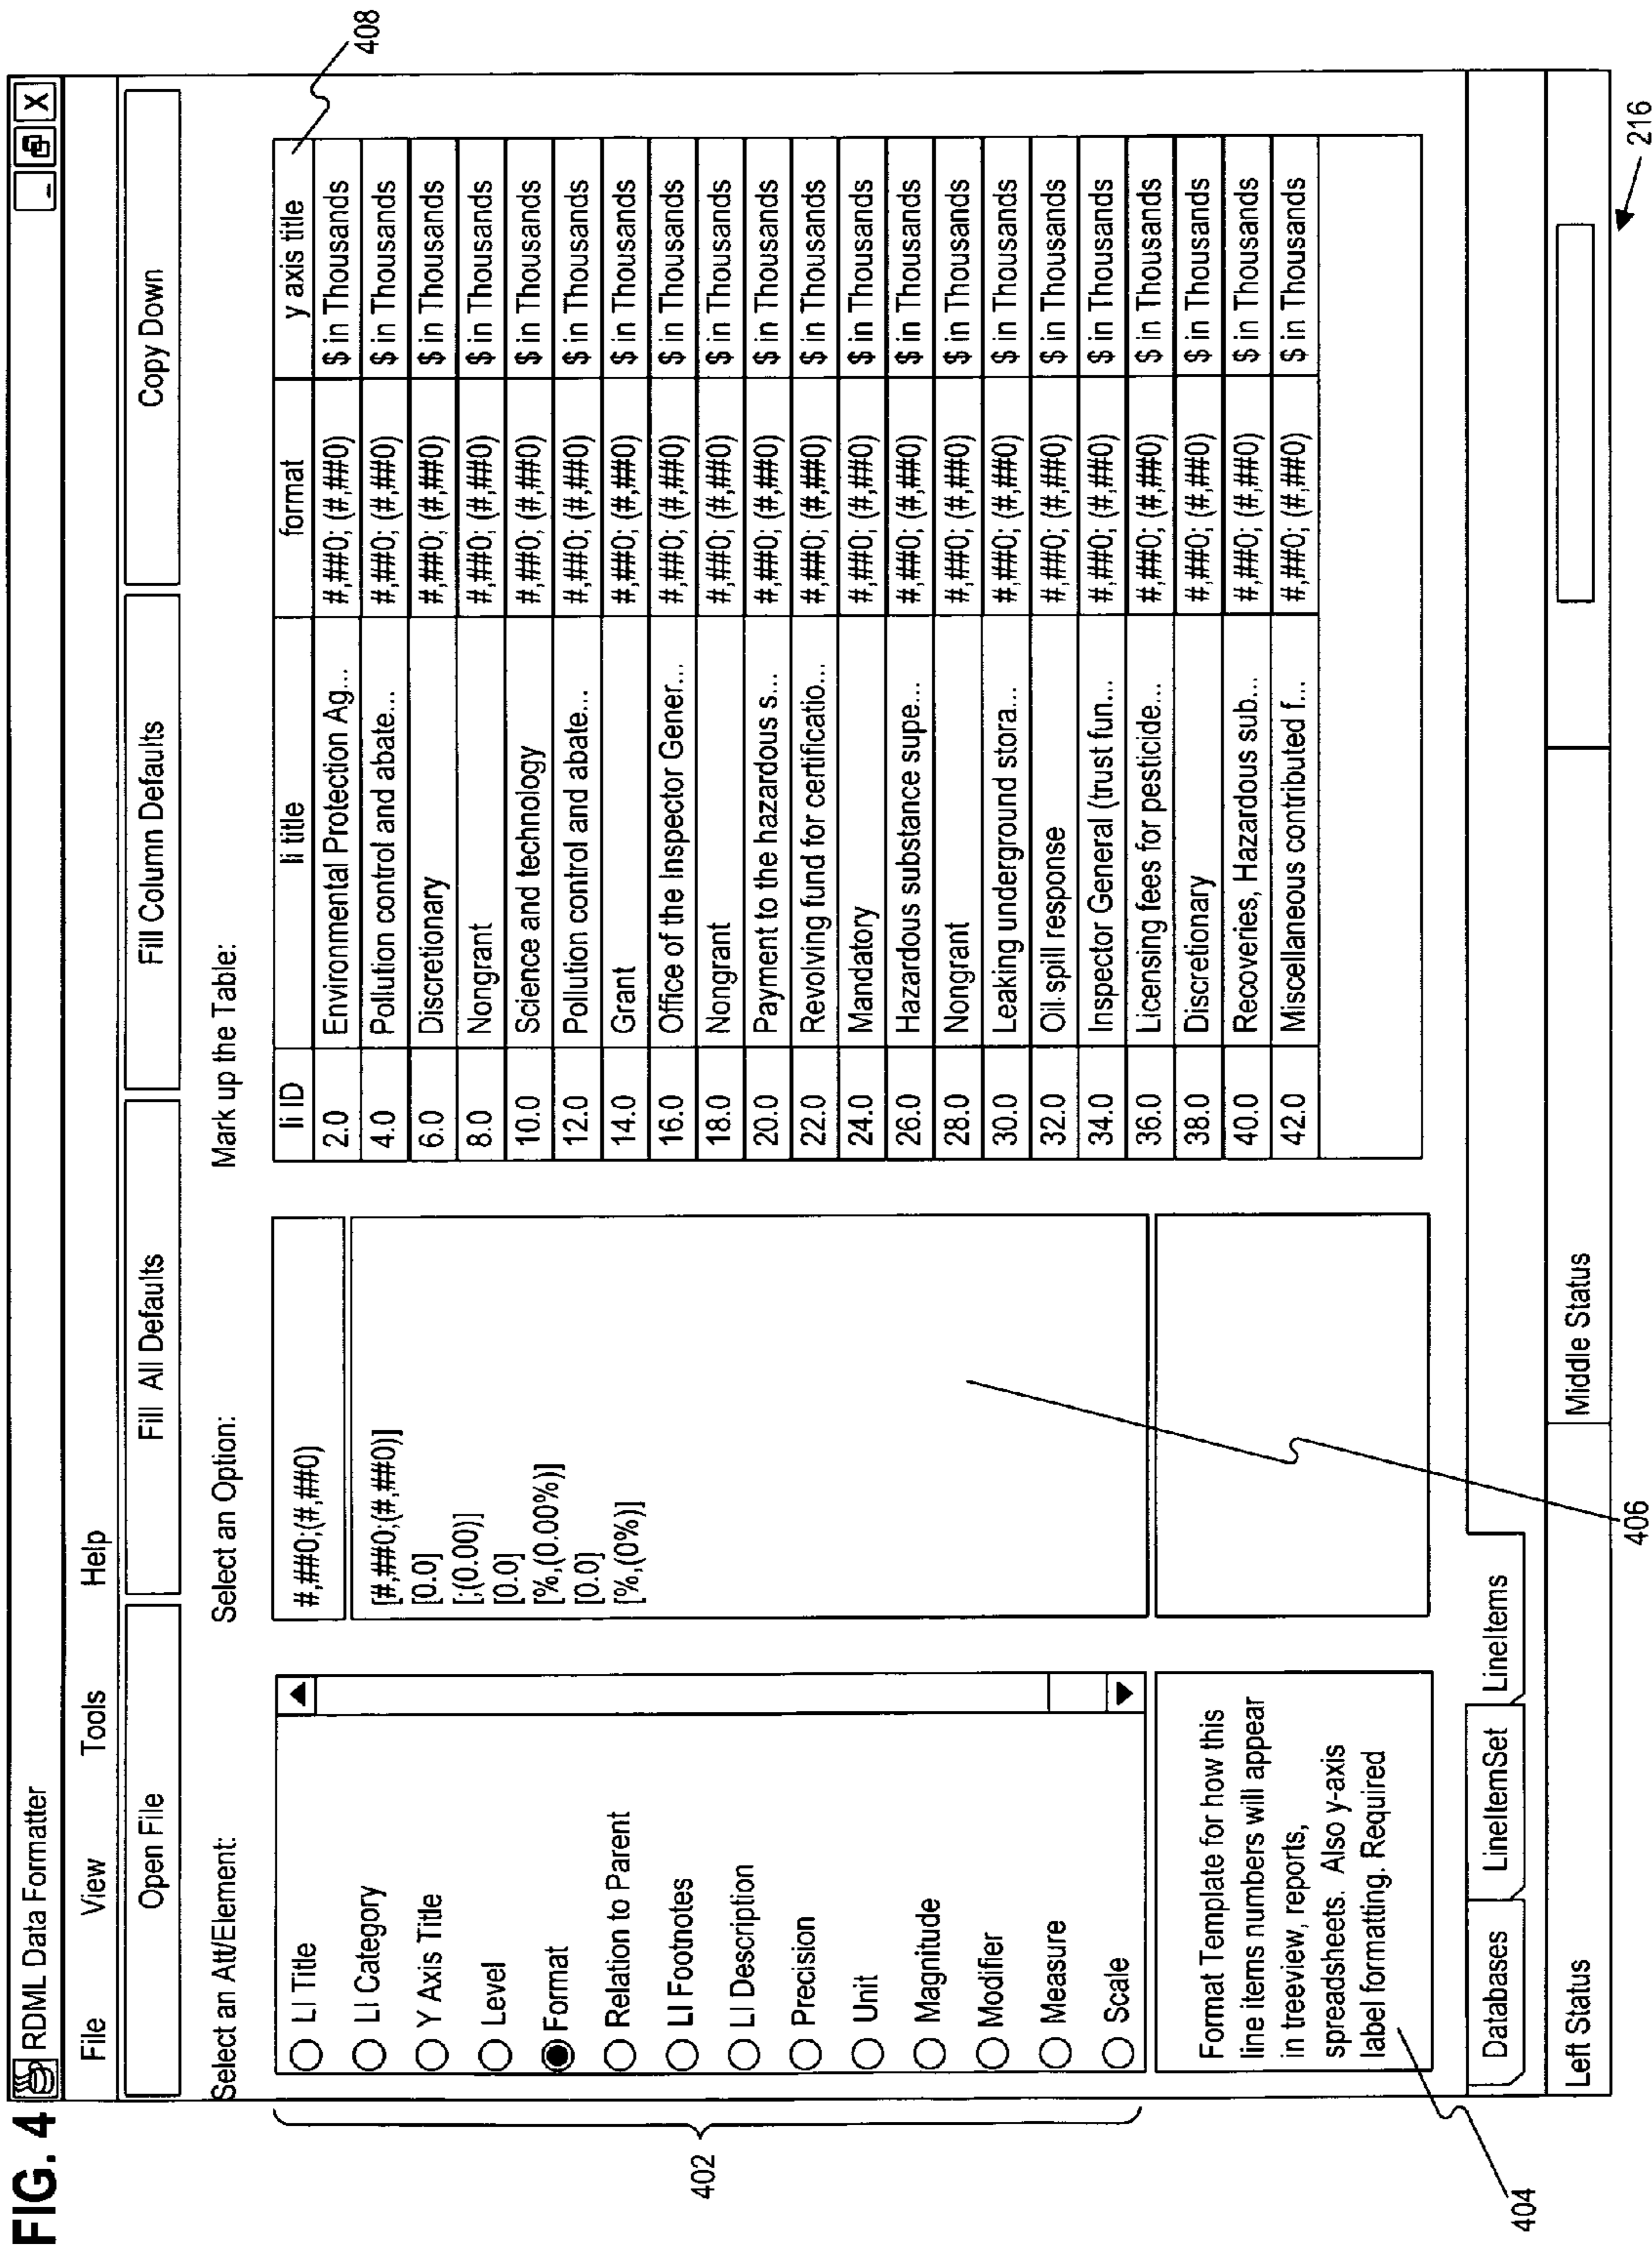 FIG. 4
RDML Data Formatter
_ X
File View Tools Help
Open File Fill All Defaults Fill Column Defaults Copy Down
Select an Att/Element:
LI Title
LI Category
Y Axis Title
Level
Format
Relation to Parent
LI Footnotes
LI Description
Precision
Unit
Magnitude
Modifier
Measure
Scale
Format Template for how this
line items numbers will appear
in treeview, reports,
spreadsheets. Also y-axis
label formatting. Required
Select an Option:
#,##0;(#,##0)
[#,##0;(#,##0)]
[0.0]
[;(0.00)]
[0.0]
[%,(0.00%)]
[0.0]
[%,(0%)]
Mark up the Table:
li ID li title format y axis title
2.0 Environmental Protection Ag... #,##0; (#,##0) $ in Thousands
4.0 Pollution control and abate... #,##0; (#,##0) $ in Thousands
6.0 Discretionary #,##0; (#,##0) $ in Thousands
8.0 Nongrant #,##0; (#,##0) $ in Thousands
10.0 Science and technology #,##0; (#,##0) $ in Thousands
12.0 Pollution control and abate... #,##0; (#,##0) $ in Thousands
14.0 Grant #,##0; (#,##0) $ in Thousands
16.0 Office of the Inspector Gener... #,##0; (#,##0) $ in Thousands
18.0 Nongrant #,##0; (#,##0) $ in Thousands
20.0 Payment to the hazardous s... #,##0; (#,##0) $ in Thousands
22.0 Revolving fund for certificatio... #,##0; (#,##0) $ in Thousands
24.0 Mandatory #,##0; (#,##0) $ in Thousands
26.0 Hazardous substance supe... #,##0; (#,##0) $ in Thousands
28.0 Nongrant #,##0; (#,##0) $ in Thousands
30.0 Leaking underground stora... #,##0; (#,##0) $ in Thousands
32.0 Oil spill response #,##0; (#,##0) $ in Thousands
34.0 Inspector General (trust fun... #,##0; (#,##0) $ in Thousands
36.0 Licensing fees for pesticide... #,##0; (#,##0) $ in Thousands
38.0 Discretionary #,##0; (#,##0) $ in Thousands
40.0 Recoveries, Hazardous sub... #,##0; (#,##0) $ in Thousands
42.0 Miscellaneous contributed f... #,##0; (#,##0) $ in Thousands
Databases LineItemSet LineItems
Left Status Middle Status
402
404
406
408
216